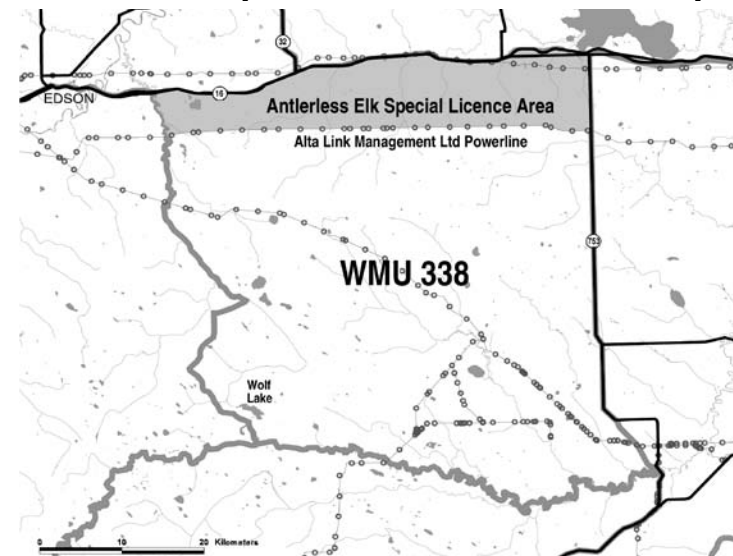 32
16
EDSON
Antlerless Elk Special Licence Area
Alta Link Management Ltd Powerline
753
WMU 338
Wolf
Lake
0 10 20 Kilometers